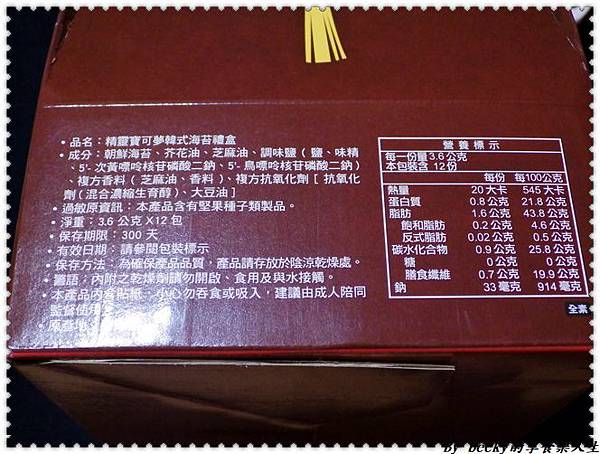 •品名：精靈寶可夢韓式海苔禮盒
•成分：朝鮮海苔、芥花油、芝麻油、調味鹽（鹽、味精
、5'-次黃嘌呤核苷磷酸二鈉、5'-鳥嘌呤核苷磷酸二鈉）
、複方香料（芝麻油、香料）、複方抗氧化劑[抗氧化
劑(混合濃縮生育醇)、大豆油]
•過敏原資訊：本產品含有堅果種子類製品。
•淨重：3.6 公克 X12 包
•保存期限：300 天
•有效日期：請參閱包裝標示
•保存方法：為確保產品品質，產品請存放於陰涼乾燥處。
•警語：內附之乾燥劑請勿開啟、食用及與水接觸。
•本產品內含貼紙，小心勿吞食或吸入，建議由成人陪同
監督使用
•原產地
營養標示
每一份量 3.6 公克
本包裝含 12份
每份 每100公克
熱量 20 大卡 545 大卡
蛋白質 0.8 公克 21.8 公克
脂肪 1.6 公克 43.8 公克
飽和脂肪 0.2 公克 4.6 公克
反式脂肪 0.02 公克 0.5 公克
碳水化合物 0.9 公克 25.8 公克
糖 0 公克 0 公克
膳食纖維 0.7 公克 19.9 公克
鈉 33 毫克 914 毫克
全素
By becky的享食樂人生